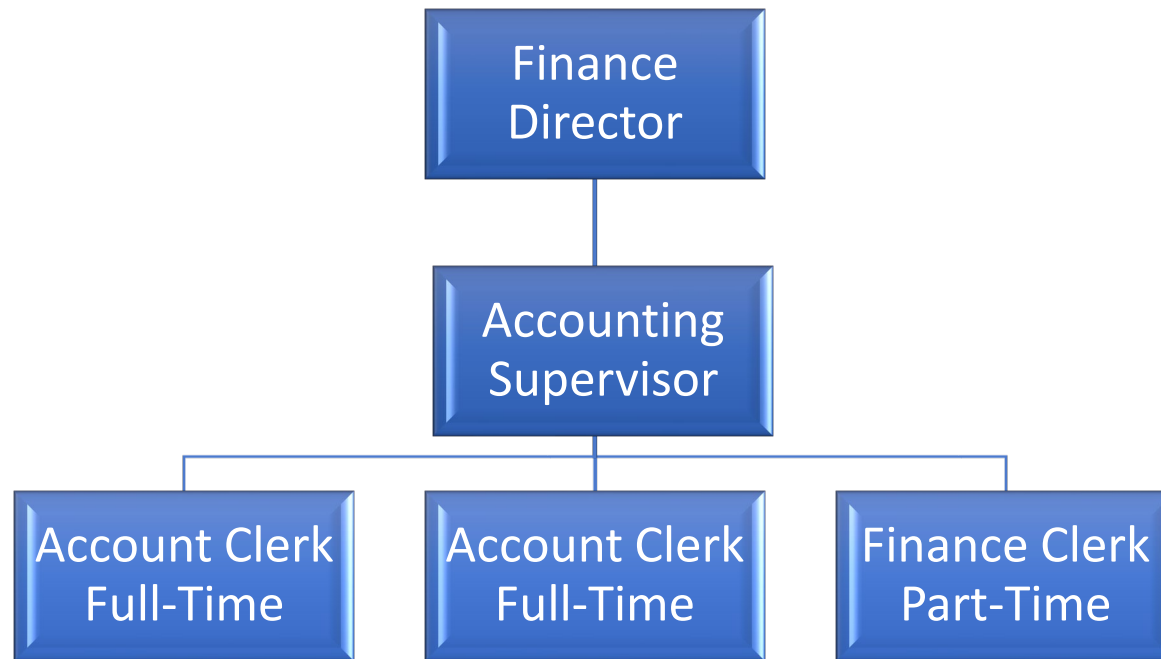 Finance
Director
Accounting
Supervisor
Account Clerk
Full-Time
Account Clerk
Full-Time
Finance Clerk
Part-Time